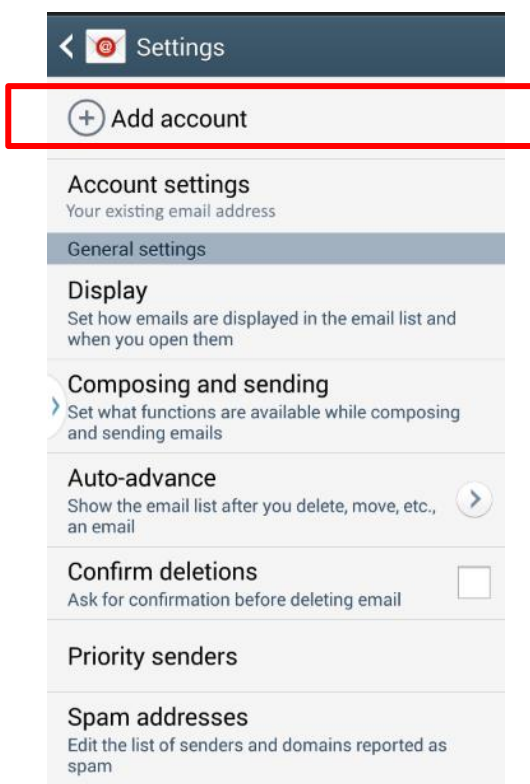 Settings
Add account
Account settings
Your existing email address
General settings
Display
Set how emails are displayed in the email list and
when you open them
Composing and sending
Set what functions are available while composing
and sending emails
Auto-advance
Show the email list after you delete, move, etc.,
an email
Confirm deletions
Ask for confirmation before deleting email
Priority senders
Spam addresses
Edit the list of senders and domains reported as
spam